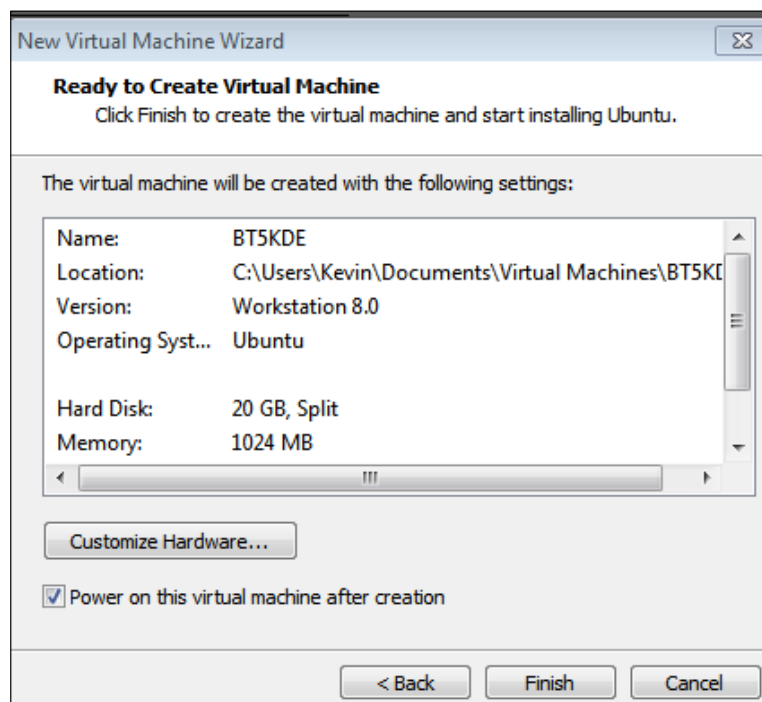 New Virtual Machine Wizard
Ready to Create Virtual Machine
Click Finish to create the virtual machine and start installing Ubuntu.
The virtual machine will be created with the following settings:
Name: BT5KDE
Location: C:\Users\Kevin\Documents\Virtual Machines\BT5KD
Version: Workstation 8.0
Operating Syst... Ubuntu
Hard Disk: 20 GB, Split
Memory: 1024 MB
Customize Hardware...
Power on this virtual machine after creation
< Back Finish Cancel